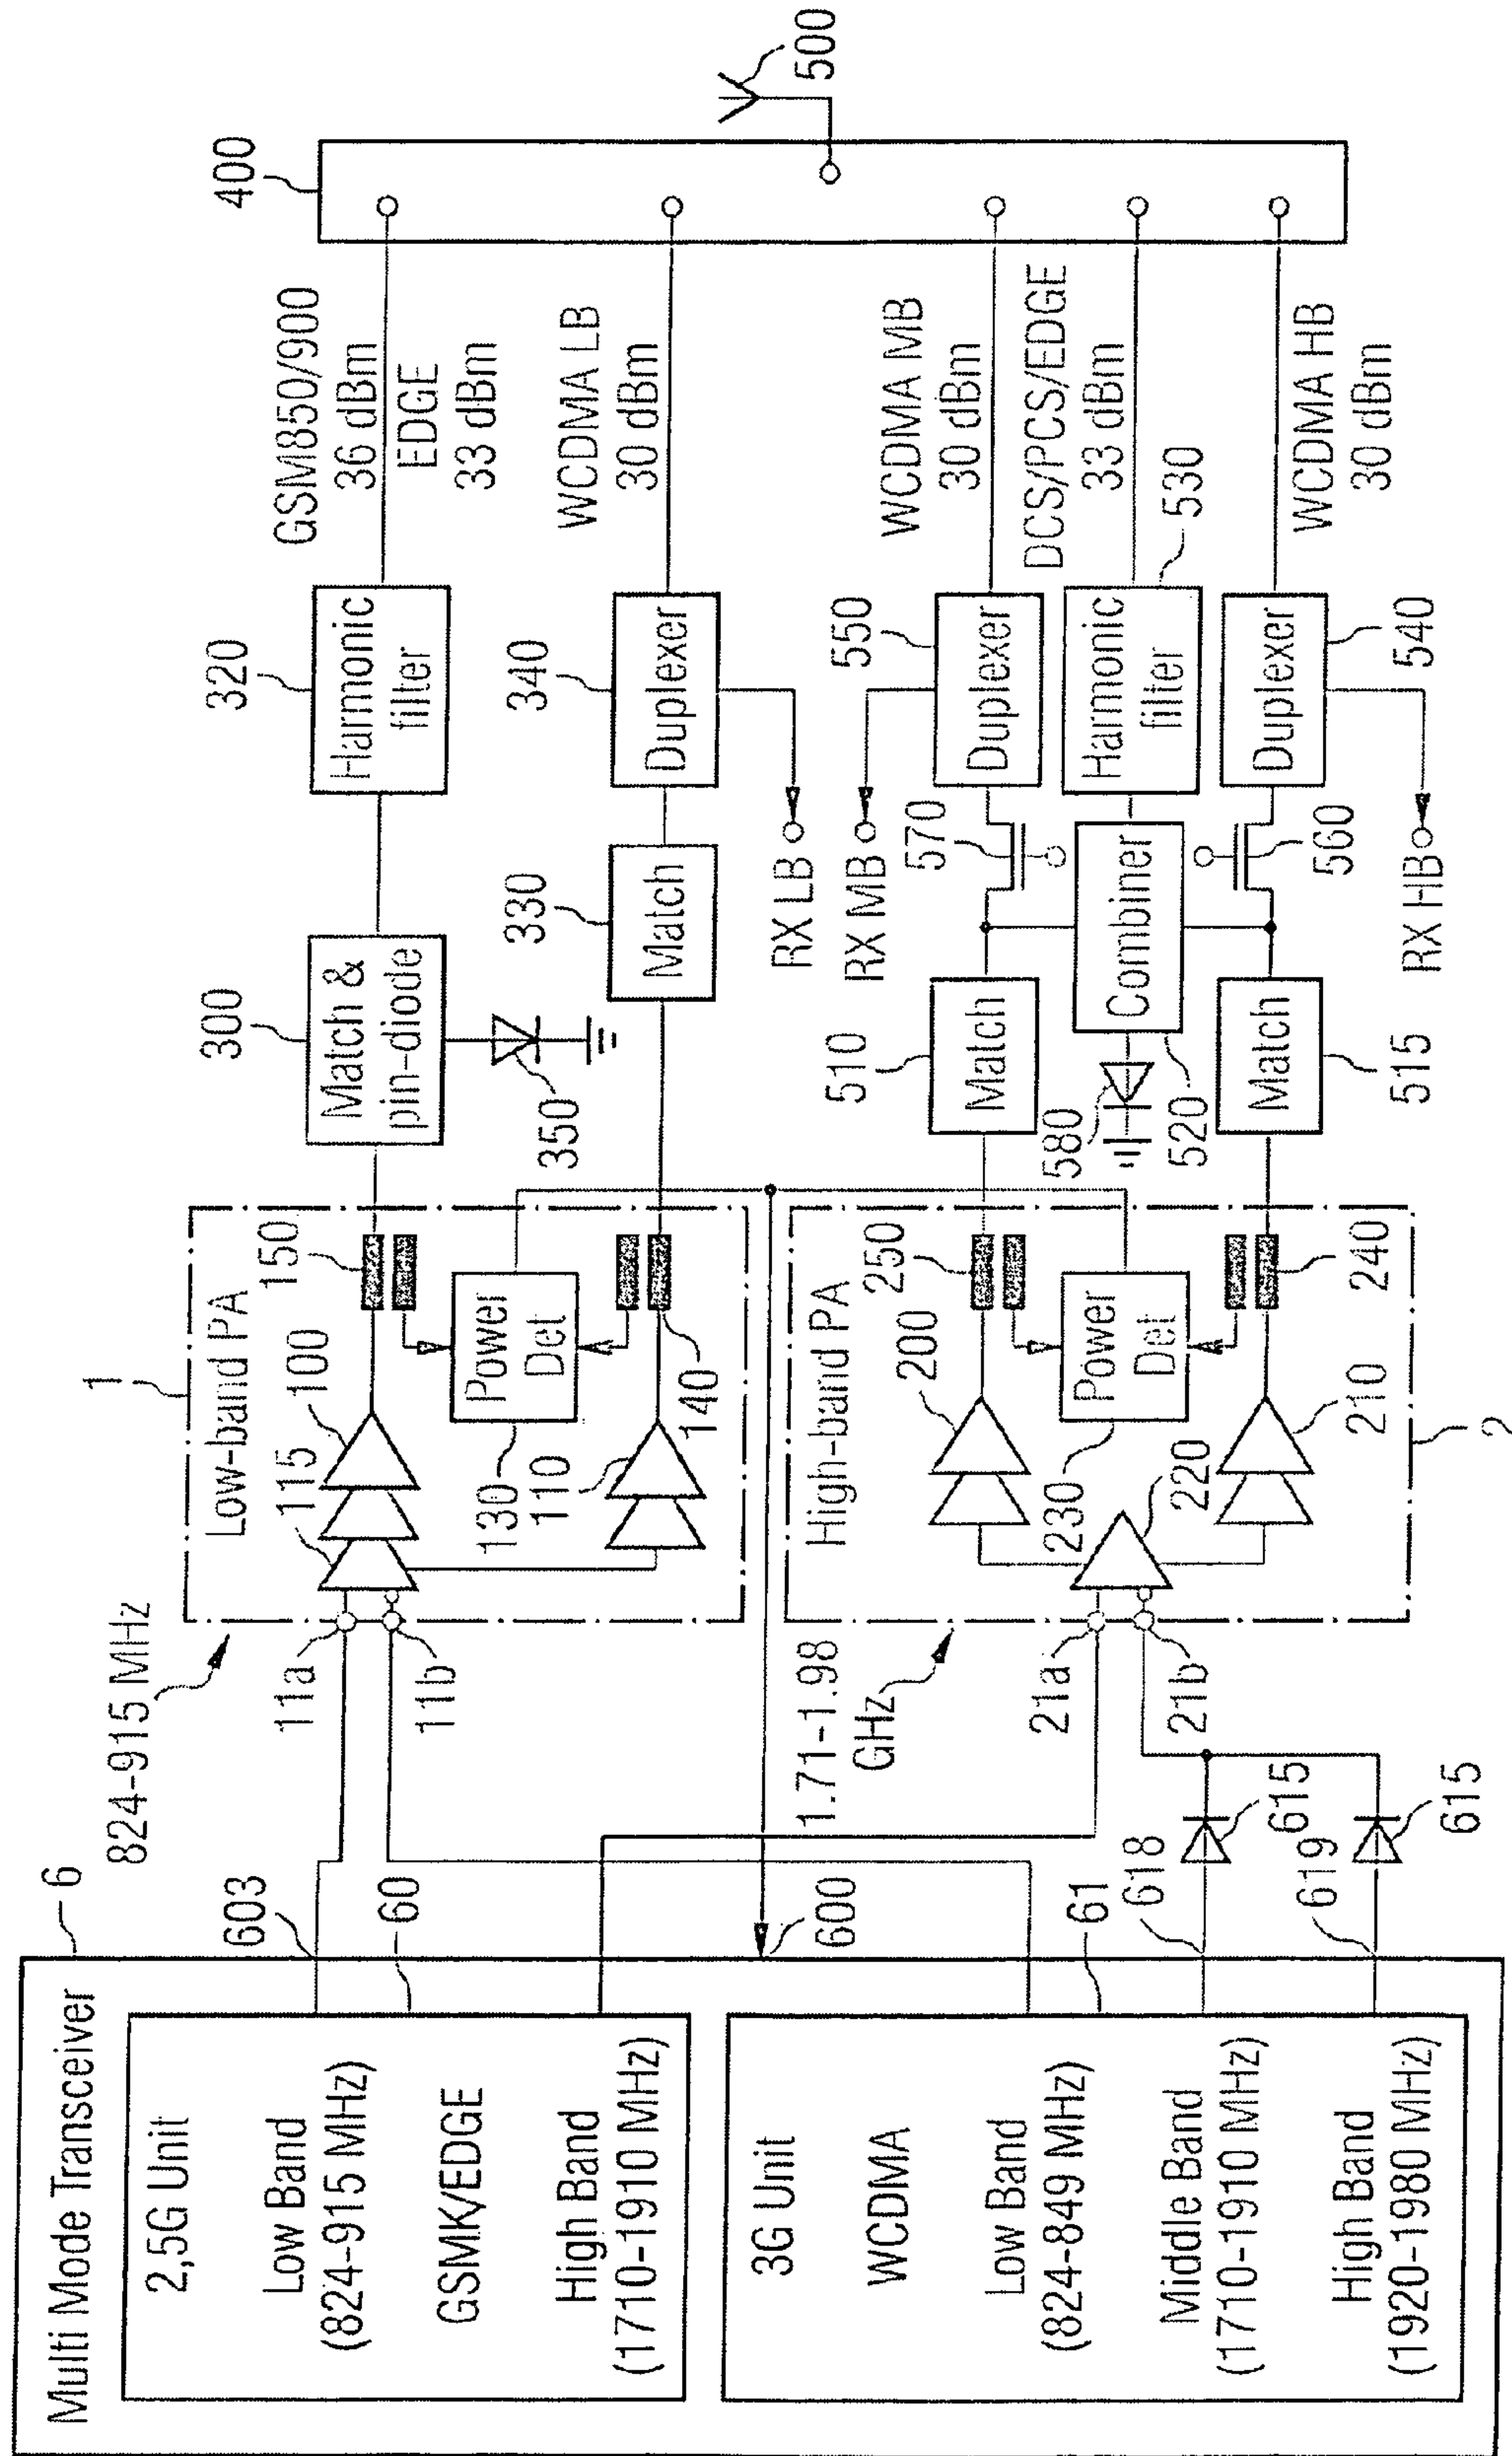 Multi Mode Transceiver
6
2,5G Unit
Low Band
(824-915 MHz)
GSMK/EDGE
High Band
(1710-1910 MHz)
603
60
600
3G Unit
WCDMA
Low Band
(824-849 MHz)
Middle Band
(1710-1910 MHz)
High Band
(1920-1980 MHz)
61
618
615
619
615
824-915 MHz
11a
11b
1.71-1.98
GHz
21a
21b
1
Low-band PA
115
100
150
Power
Det
130
110
140
High-band PA
200
250
Power
Det
230
220
210
240
2
300
Match &
pin-diode
350
320
Harmonic
filter
GSM850/900
36 dBm
EDGE
33 dBm
330
Match
340
Duplexer
WCDMA LB
30 dBm
RX LB
RX MB
510
Match
570
550
Duplexer
WCDMA MB
30 dBm
580
Combiner
520
Harmonic
filter
530
DCS/PCS/EDGE
33 dBm
Match
515
560
Duplexer
540
WCDMA HB
30 dBm
RX HB
400
500